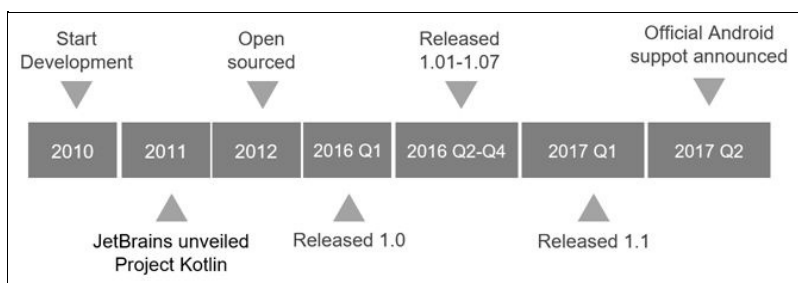 Start
Development
Open
sourced
Released
1.01-1.07
Official Android
suppot announced
2010
2011
2012
2016 Q1
2016 Q2-Q4
2017 Q1
2017 Q2
JetBrains unveiled
Project Kotlin
Released 1.0
Released 1.1